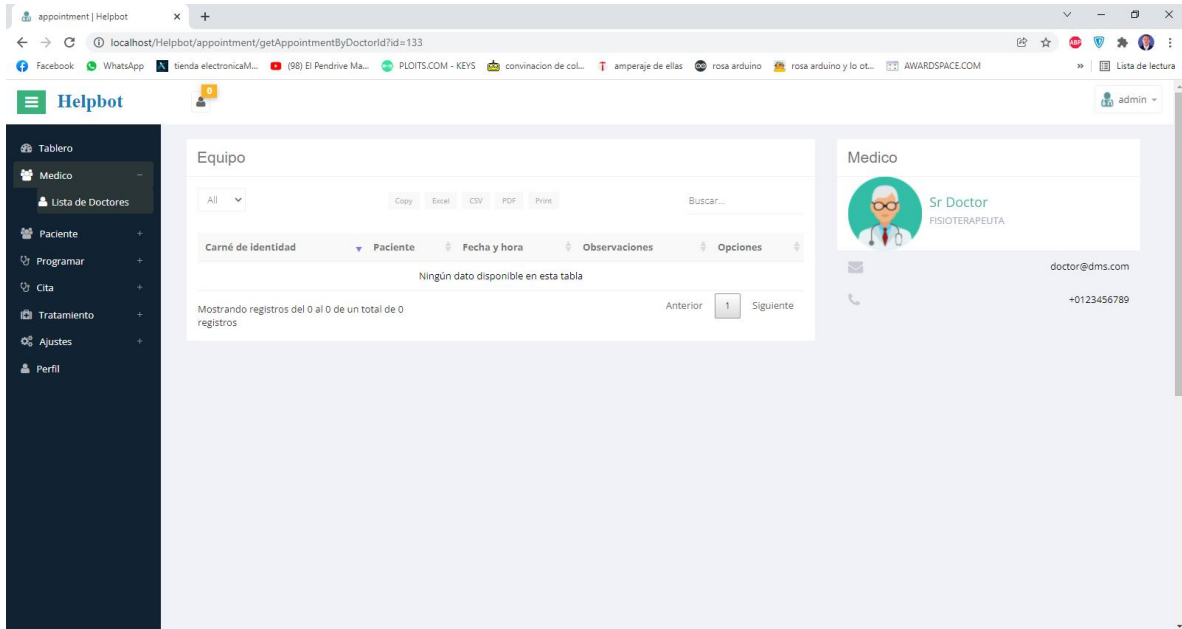 appointment | Helpbot
localhost/Helpbot/appointment/getAppointmentByDoctorId?id=133
Facebook WhatsApp tienda electronicaM... (98) El Pendrive Ma... PLOITS.COM - KEYS convinacion de col... amperaje de ellas rosa arduino rosa arduino y lo ot... AWARDSPACE.COM » Lista de lectura
Helpbot 0 admin
Tablero
Medico
Lista de Doctores
Paciente
Programar
Cita
Tratamiento
Ajustes
Perfil
Equipo
All Copy Excel CSV PDF Print Buscar...
Carné de identidad Paciente Fecha y hora Observaciones Opciones
Ningún dato disponible en esta tabla
Mostrando registros del 0 al 0 de un total de 0
registros
Anterior 1 Siguiente
Medico
Sr Doctor
FISIOTERAPEUTA
doctor@dms.com
+0123456789